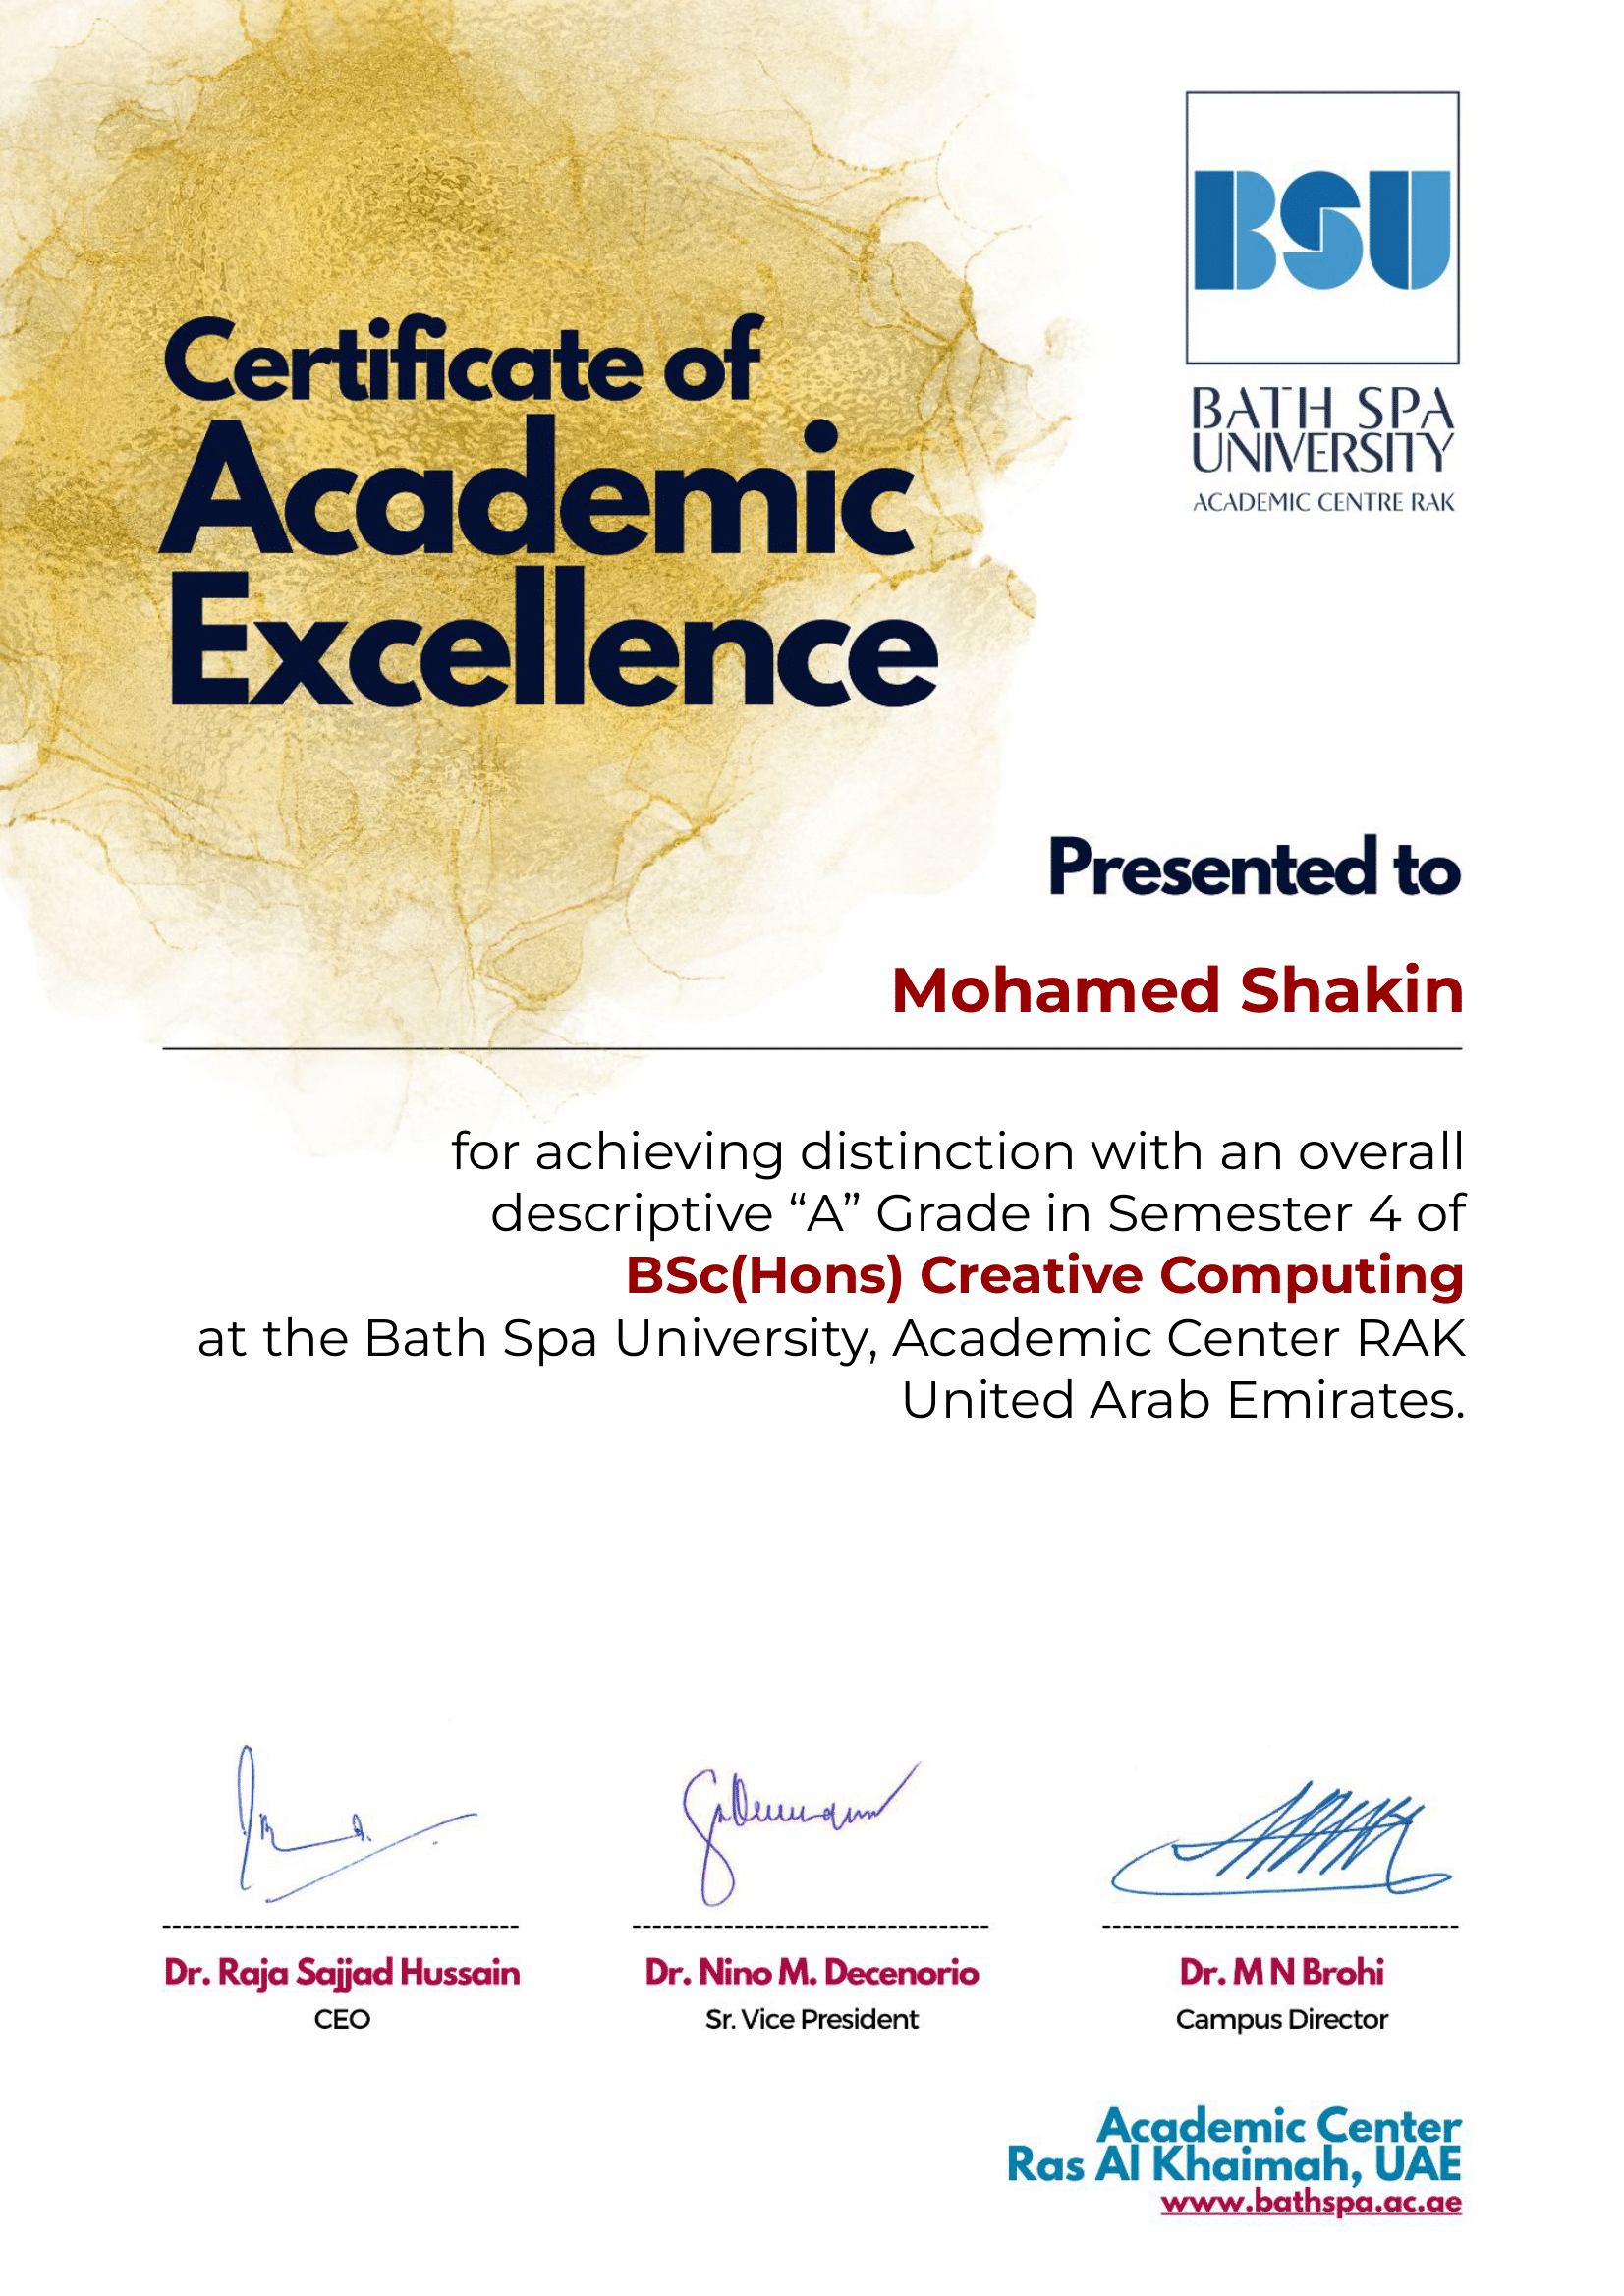 BSU
BATH SPA
UNIVERSITY
ACADEMIC CENTRE RAK
Certificate of
Academic
Excellence
Presented to
Mohamed Shakin
for achieving distinction with an overall
descriptive “A” Grade in Semester 4 of
BSc(Hons) Creative Computing
at the Bath Spa University, Academic Center RAK
United Arab Emirates.
Dr. Raja Sajjad Hussain
CEO
Dr. Nino M. Decenorio
Sr. Vice President
Dr. M N Brohi
Campus Director
Academic Center
Ras Al Khaimah, UAE
www.bathspa.ac.ae